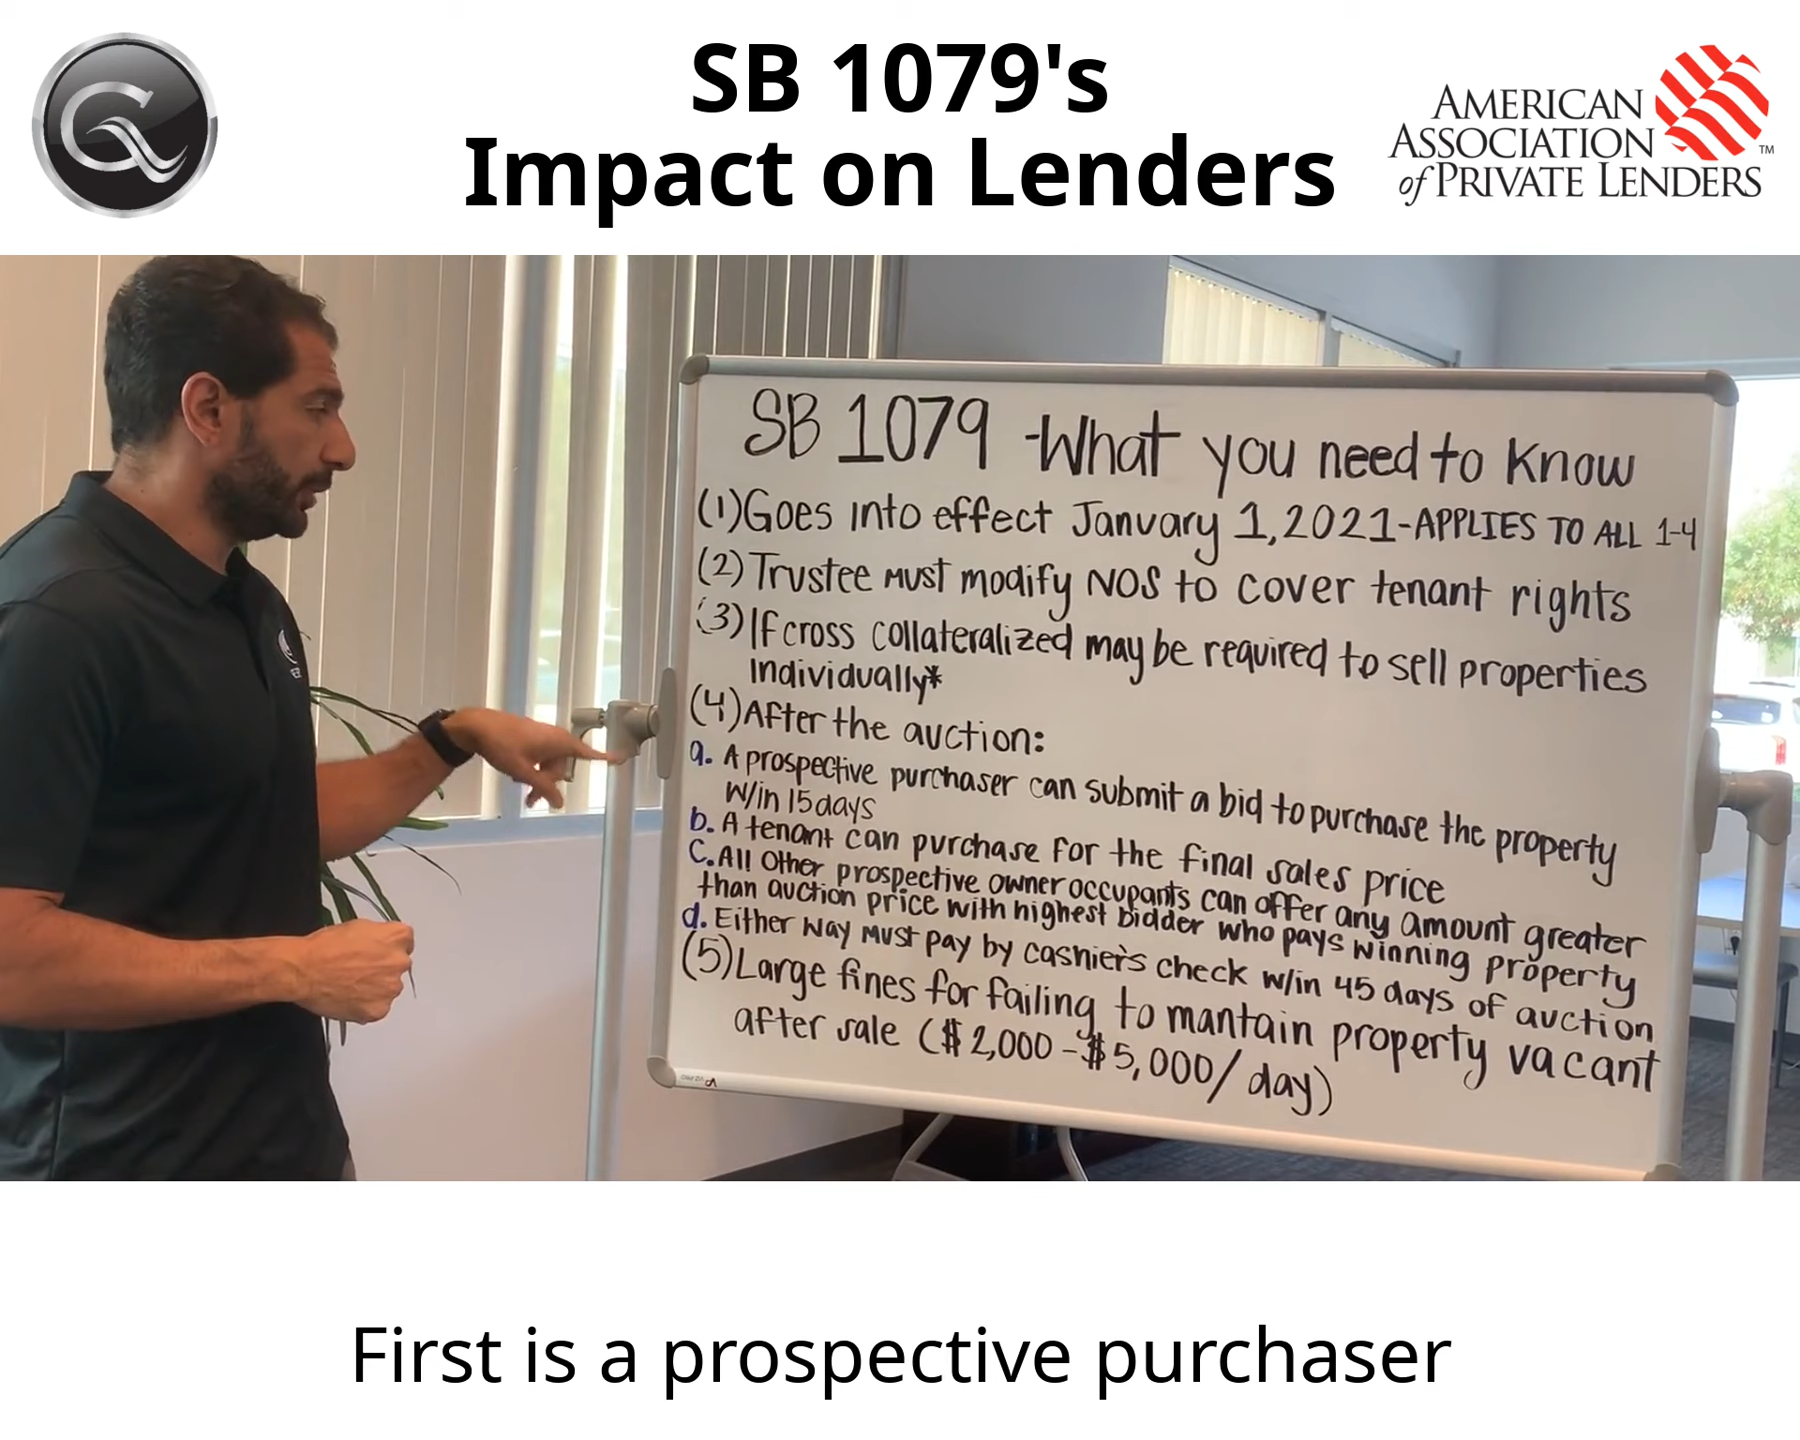 SB 1079's
Impact on Lenders
AMERICAN
ASSOCIATION
of PRIVATE LENDERS
TM
SB 1079 - What you need to know
(1) Goes into effect January 1, 2021 - APPLIES TO ALL 1-4
(2) Trustee must modify NOS to cover tenant rights
(3) If cross collateralized may be required to sell properties
Individually*
(4) After the auction:
a. A prospective purchaser can submit a bid to purchase the property
w/in 15 days
b. A tenant can purchase for the final sales price
C. All other prospective owner occupants can offer any amount greater
than auction price with highest bidder who pays winning property
d. Either way must pay by cashier's check w/in 45 days of auction
(5) Large fines for failing to mantain property vacant
after sale ($2,000 - $5,000/day)
First is a prospective purchaser